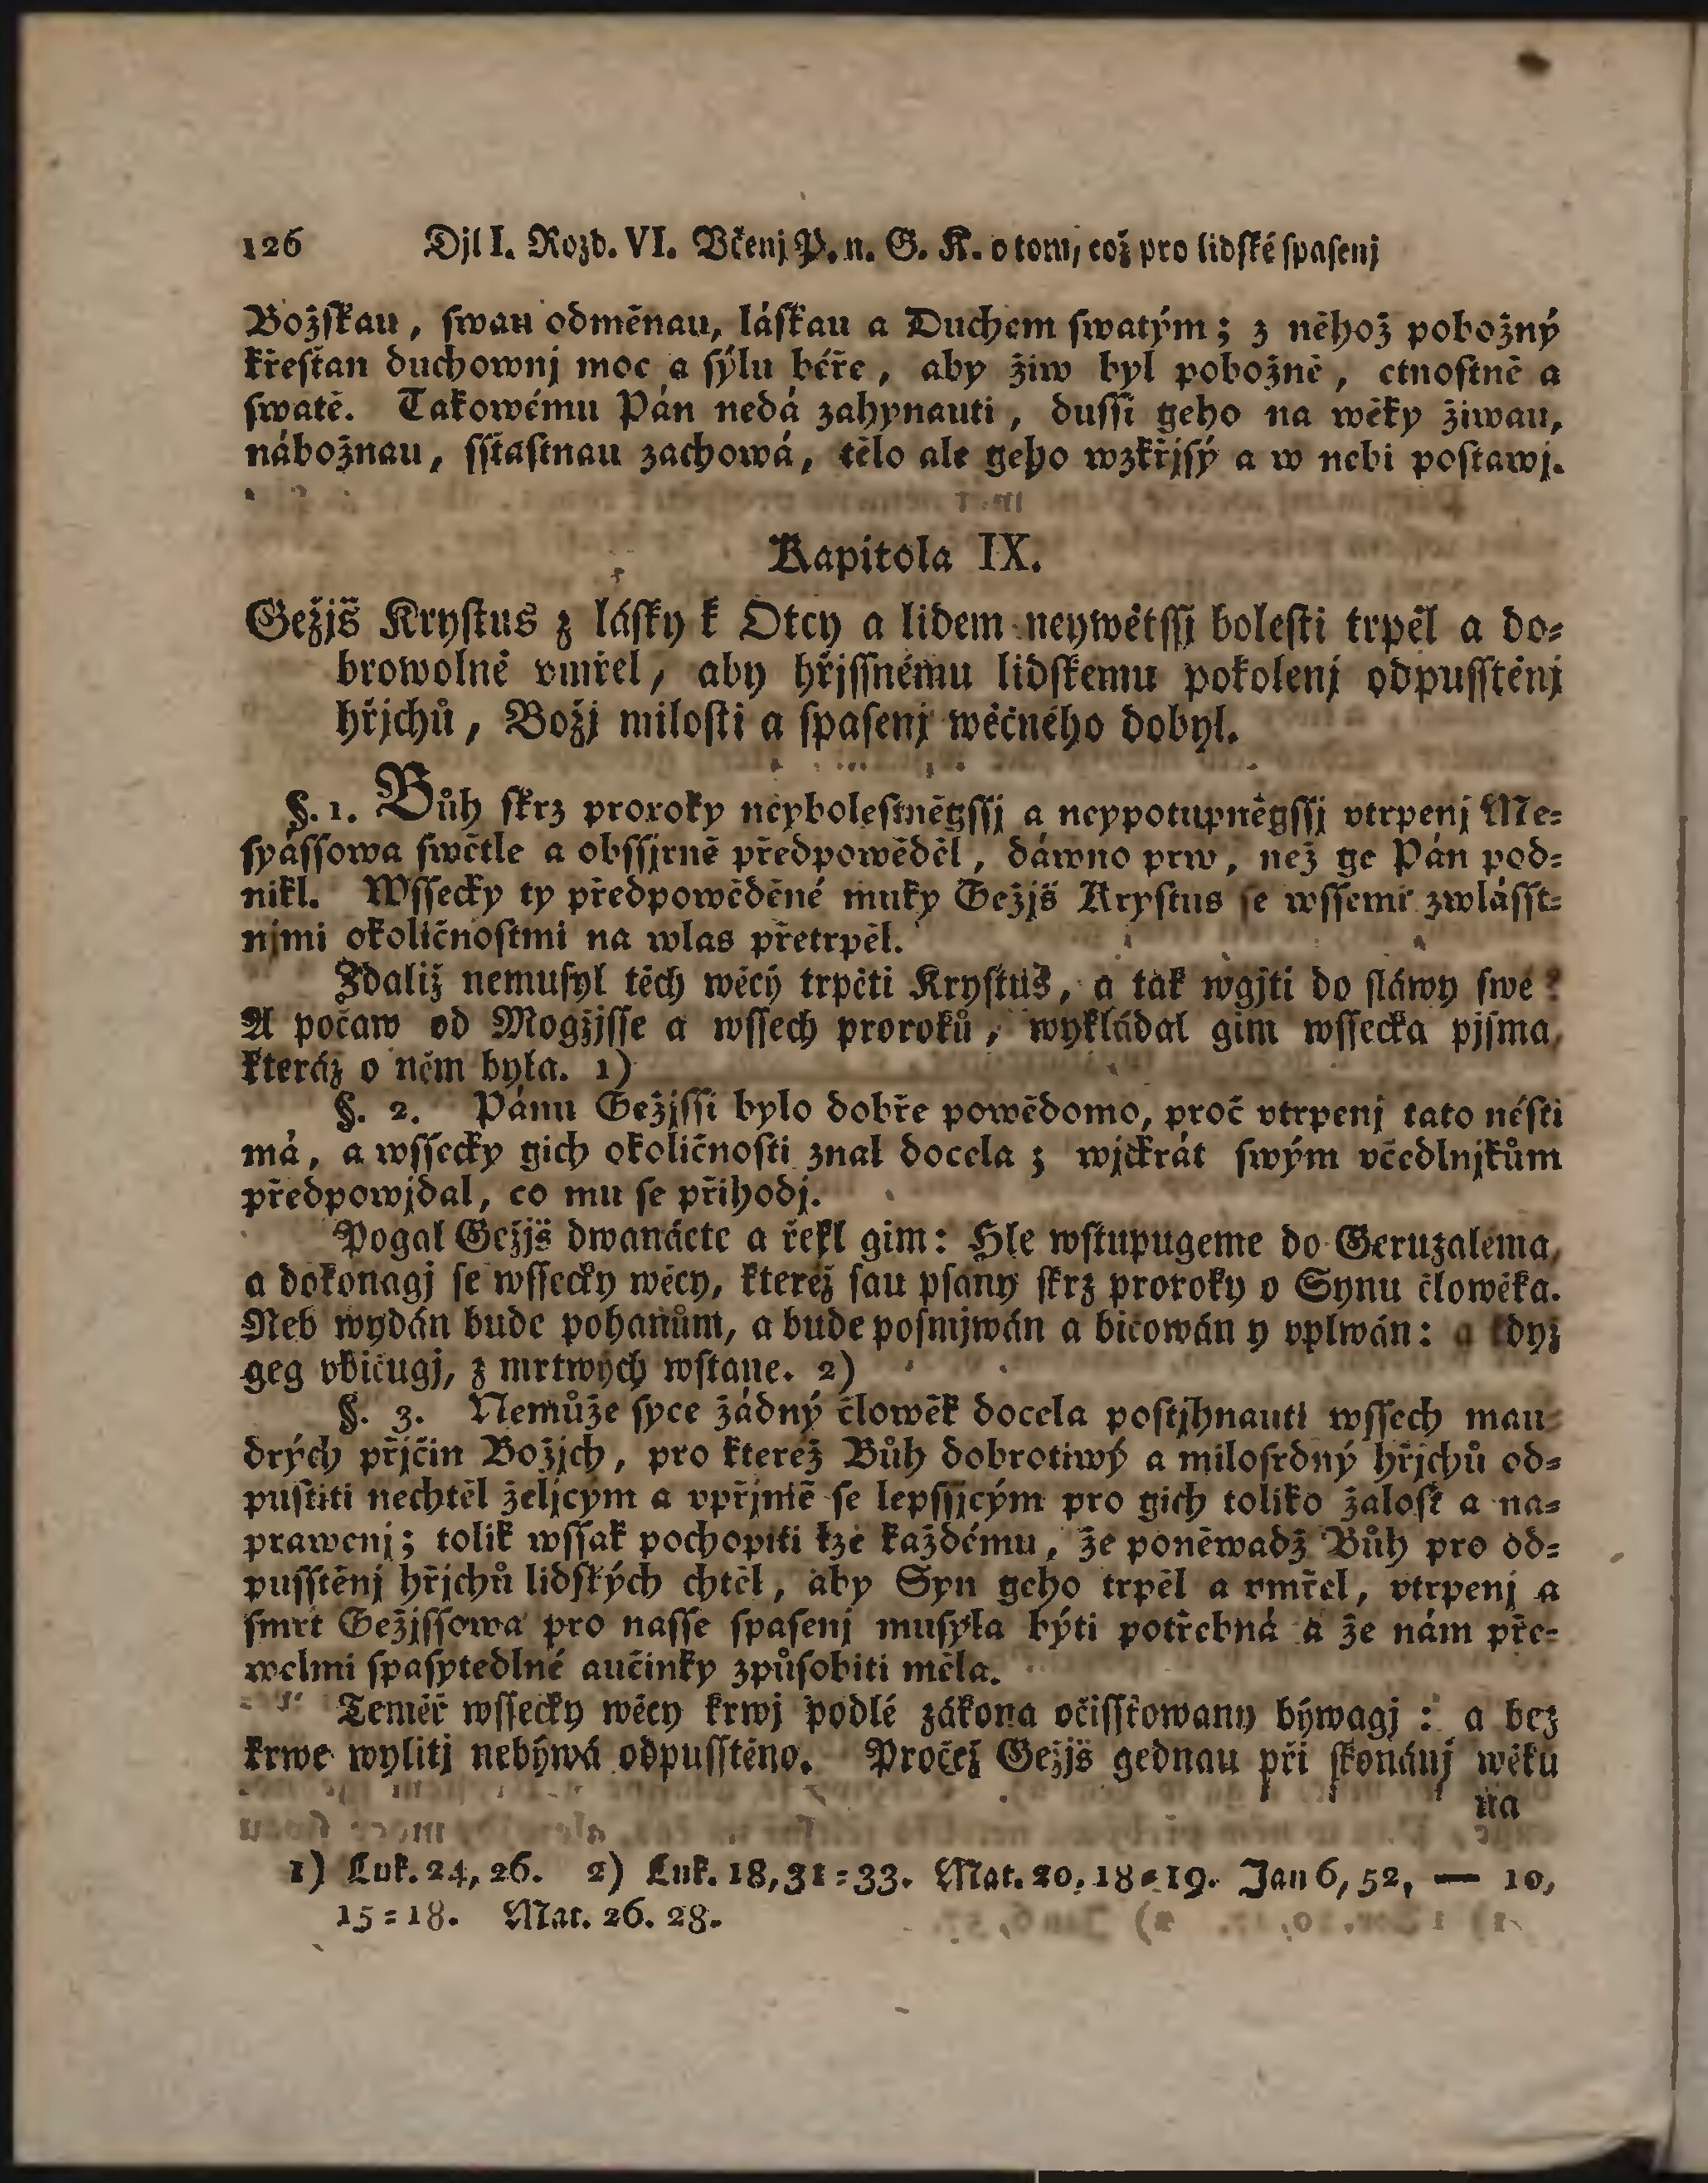 126 Djl I. Rozd. VI. Včenj P. n. G. K. o tom, což pro lidſké ſpaſenj
Božſkau, ſwau odměnau, láſkau a Duchem ſwatým; z něhož pobožný
křeſťan duchownj moc a ſýlu béře, aby žiw byl pobožně, ctnoſtně a
ſwatě. Takowému Pán nedá zahynauti, duſſi geho na wěky žiwau,
nábožnau, ſſťaſtnau zachowá, tělo ale geho wzkřjſý a w nebi poſtawj.
Kapitola IX.
Gežjš Kryſtus z láſky k Otcy a lidem neywětſſj boleſti trpěl a do⸗
browolně vmřel, aby hřjſſnému lidſkemu pokolenj odpuſſtěnj
hřjchů, Božj miloſti a ſpaſenj wěčného dobyl.
§. 1. Bůh ſkrz proroky neyboleſtněgſſj a neypotupněgſſj vtrpenj Me⸗
ſyáſſowa ſwětle a obſſjrně předpowěděl, dáwno prw, než ge Pán pod⸗
nikl. Wſſecky ty předpowěděné muky Gežjš Kryſtus ſe wſſemi zwláſſt⸗
njmi okoličnoſtmi na wlas přetrpěl.
Zdaliž nemuſyl těch wěcý trpěti Kryſtus, a tak wgjti do ſláwy ſwé?
A počaw od Mogžjſſe a wſſech proroků, wykládal gim wſſecka pjſma,
kteráž o něm byla. 1)
§. 2. Pánu Gežjſſi bylo dobře powědomo, proč vtrpenj tato néſti
má, a wſſecky gich okoličnoſti znal docela; wjckrát ſwým včedlnjkům
předpowjdal, co mu ſe přihodj.
Pogal Gežjš dwanácte a řekl gim: Hle wſtupugeme do Geruzaléma,
a dokonagj ſe wſſecky wěcy, kteréž ſau pſany ſkrz proroky o Synu člowěka.
Neb wydán bude pohanům, a bude poſmjwán a bičowán y vplwán: a když
geg vbičugj, z mrtwych wſtane. 2)
§. 3. Nemůže ſyce žádný člowěk docela poſtjhnauti wſſech mau⸗
drých přjčin Božjch, pro kteréž Bůh dobrotiwý a miloſrdný hřjchů od⸗
puſtiti nechtěl željcým a vpřjmě ſe lepſſjcým pro gich toliko žaloſt a na⸗
prawenj; tolik wſſak pochopiti lze každému, že poněwadž Bůh pro od⸗
puſſtěnj hřjchů lidſkých chtěl, aby Syn geho trpěl a vmřel, vtrpenj a
ſmrt Gežjſſowa pro naſſe ſpaſenj muſyla býti potřebná a že nám pře⸗
welmi ſpaſytedlné aučinky způſobiti měla.
Teměř wſſecky wěcy krwj podlé zákona očiſſťowany býwagj: a bez
krwe wylitj nebýwá odpuſſtěno. Pročež Gežjš gednau při ſkonánj wěku
na
1) Luk. 24, 26. 2) Luk. 18, 31⸗33. Mat. 20, 18⸗19. Jan 6, 52, — 10,
15⸗18. Mat. 26. 28.